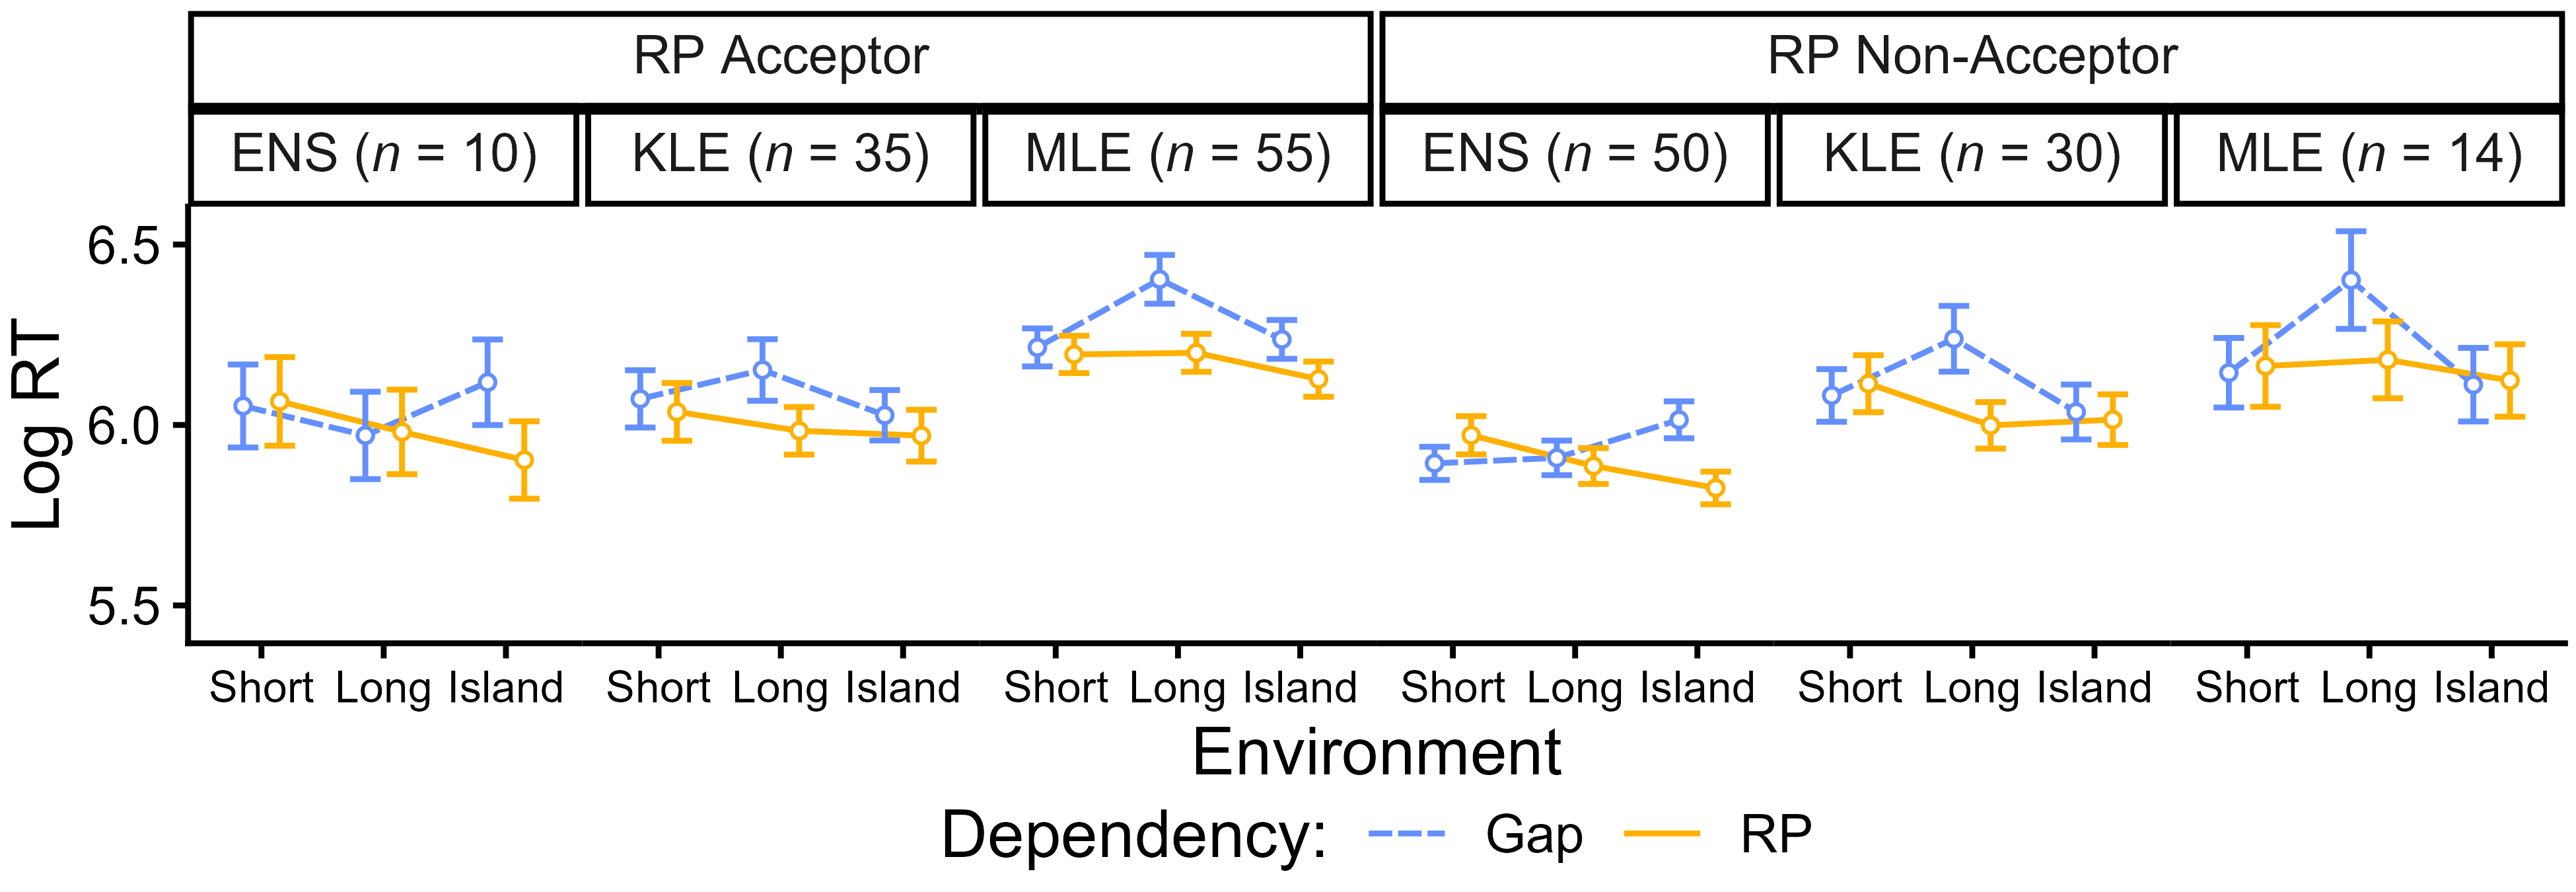 RP Acceptor RP Non-Acceptor
ENS (n = 10) KLE (n = 35) MLE (n = 55) ENS (n = 50) KLE (n = 30) MLE (n = 14)
6.5
6.0
5.5
Log RT
Short Long Island Short Long Island Short Long Island Short Long Island Short Long Island Short Long Island
Environment
Dependency: Gap RP